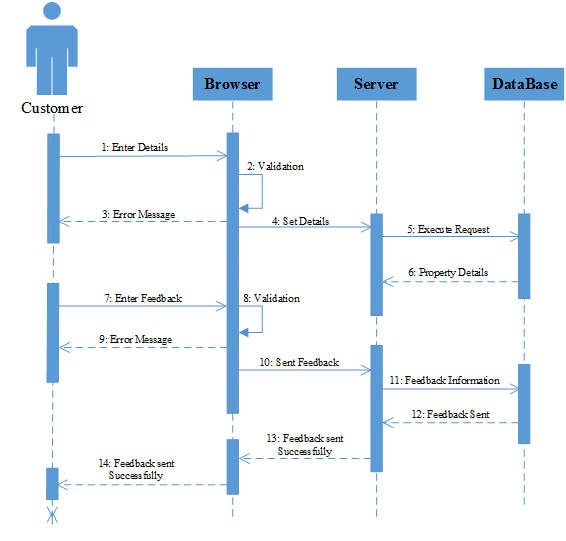 Browser
Server
DataBase
Customer
1: Enter Details
2: Validation
3: Error Message
4: Set Details
5: Execute Request
6: Property Details
7: Enter Feedback
8: Validation
9: Error Message
10: Sent Feedback
11: Feedback Information
12: Feedback Sent
13: Feedback sent
Successfully
14: Feedback sent
Successfully